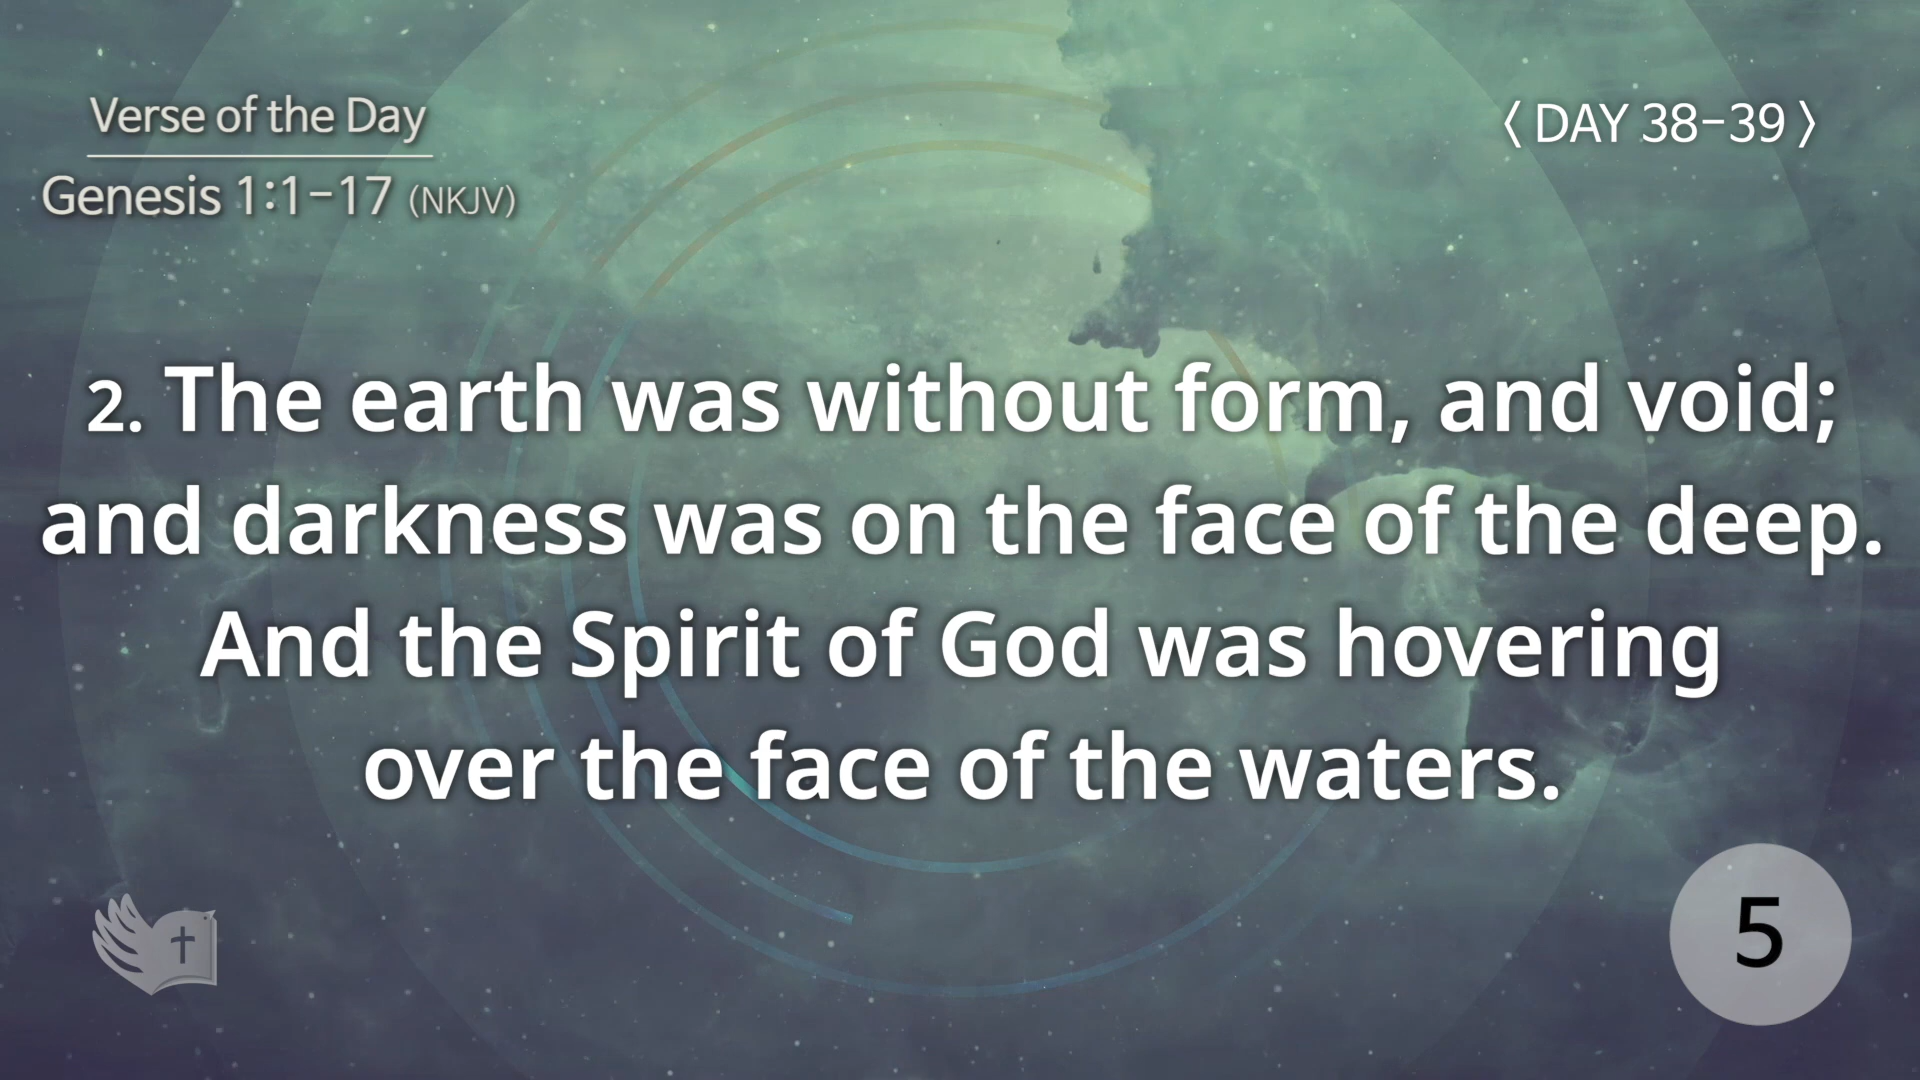 Verse of the Day
Genesis 1:1-17 (NKJV)
〈 DAY 38-39 〉
2. The earth was without form, and void;
and darkness was on the face of the deep.
And the Spirit of God was hovering
over the face of the waters.
5